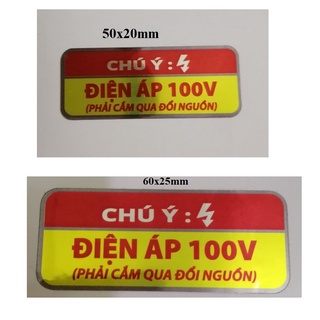 50x20mm
CHÚ Ý :
ĐIỆN ÁP 100V
(PHẢI CẮM QUA ĐỔI NGUỒN)
60x25mm
CHÚ Ý :
ĐIỆN ÁP 100V
(PHẢI CẮM QUA ĐỔI NGUỒN)